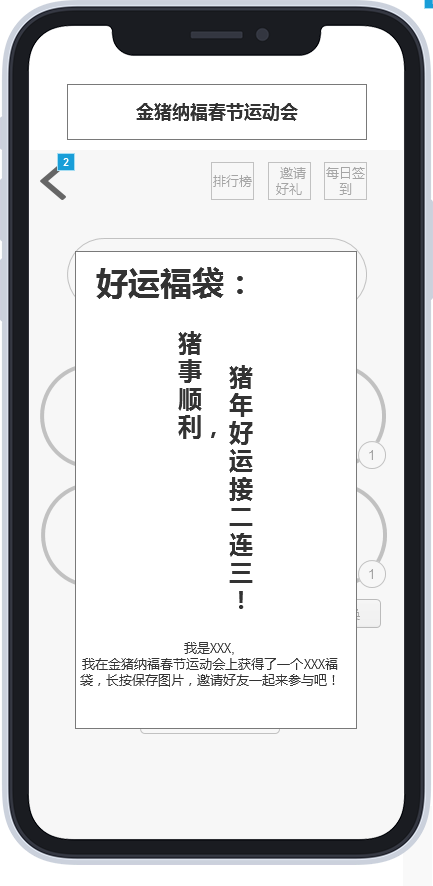 金猪纳福春节运动会
2
排行榜
邀请
好礼
每日签
到
好运福袋：
猪事顺利，
猪年好运接二连三！
1
1
我是XXX,
我在金猪纳福春节运动会上获得了一个XXX福
袋，长按保存图片，邀请好友一起来参与吧！